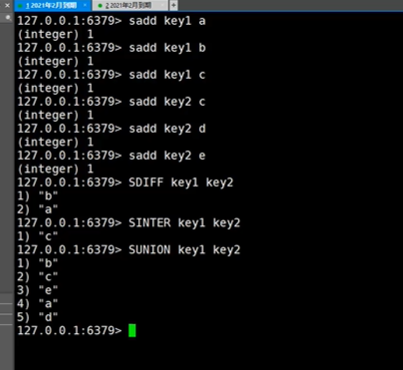 1 2021年2月到期
2 2021年2月到期
127.0.0.1:6379> sadd key1 a
(integer) 1
127.0.0.1:6379> sadd key1 b
(integer) 1
127.0.0.1:6379> sadd key1 c
(integer) 1
127.0.0.1:6379> sadd key2 c
(integer) 1
127.0.0.1:6379> sadd key2 d
(integer) 1
127.0.0.1:6379> sadd key2 e
(integer) 1
127.0.0.1:6379> SDIFF key1 key2
1) "b"
2) "a"
127.0.0.1:6379> SINTER key1 key2
1) "c"
127.0.0.1:6379> SUNION key1 key2
1) "b"
2) "c"
3) "e"
4) "a"
5) "d"
127.0.0.1:6379>